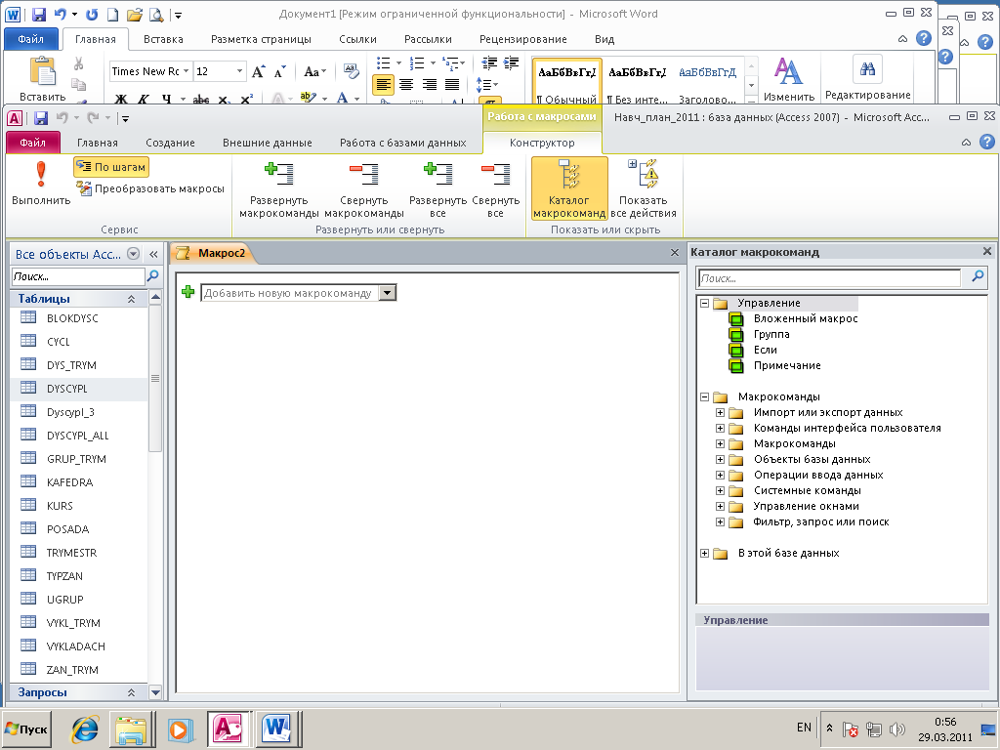 Документ1 [Режим ограниченной функциональности] - Microsoft Word
Файл Главная Вставка Разметка страницы Ссылки Рассылки Рецензирование Вид
Times New Rc 12
Aa
АаБбВвГгД АаБбВвГгД АаБбВвГгД
Вставить
Ж К Ч abc x₂ x²
¶ Обычный ¶ Без инте... Заголово...
Изменить Редактирование
Работа с макросами
Навч_план_2011 : база данных (Access 2007) - Microsoft Acc...
Файл Главная Создание Внешние данные Работа с базами данных Конструктор
Выполнить
По шагам
Преобразовать макросы
Сервис
Развернуть макрокоманды
Свернуть макрокоманды
Развернуть все
Свернуть все
Развернуть или свернуть
Каталог макрокоманд
Показать все действия
Показать или скрыть
Все объекты Acc...
Поиск...
Таблицы
BLOKDYSC
CYCL
DYS_TRYM
DYSCYPL
Dyscypl_3
DYSCYPL_ALL
GRUP_TRYM
KAFEDRA
KURS
POSADA
TRYMESTR
TYPZAN
UGRUP
VYKL_TRYM
VYKLADACH
ZAN_TRYM
Запросы
Макрос2
Добавить новую макрокоманду
Каталог макрокоманд
Поиск...
Управление
Вложенный макрос
Группа
Если
Примечание
Макрокоманды
Импорт или экспорт данных
Команды интерфейса пользователя
Макрокоманды
Объекты базы данных
Операции ввода данных
Системные команды
Управление окнами
Фильтр, запрос или поиск
В этой базе данных
Управление
Пуск
EN
0:56
29.03.2011